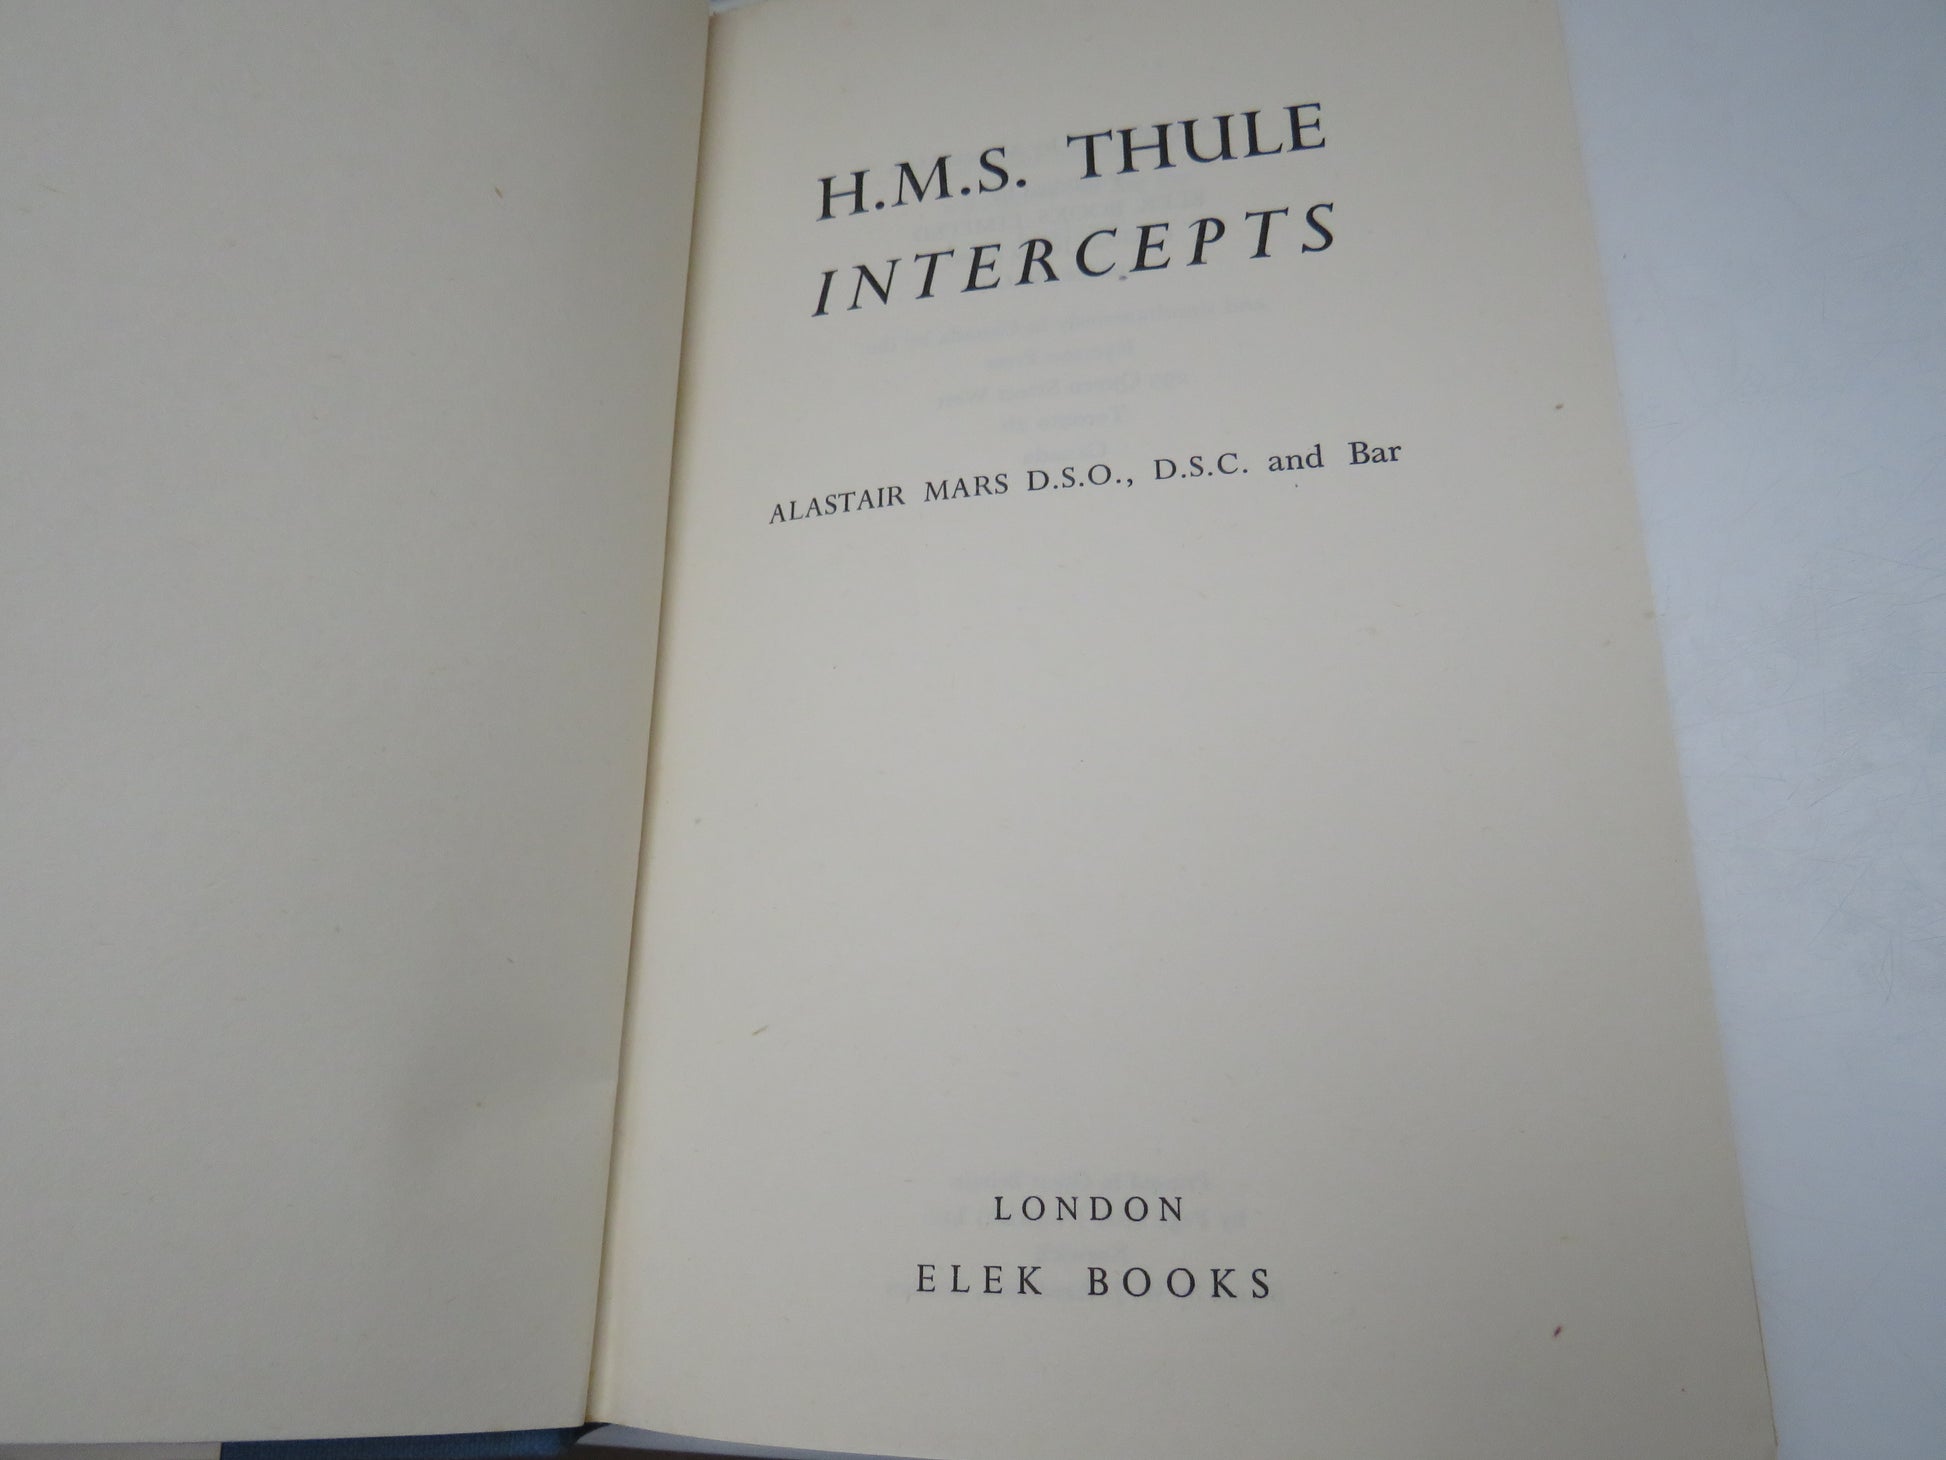 H.M.S. THULE
INTERCEPTS
ALASTAIR MARS D.S.O., D.S.C. and Bar
LONDON
ELEK BOOKS